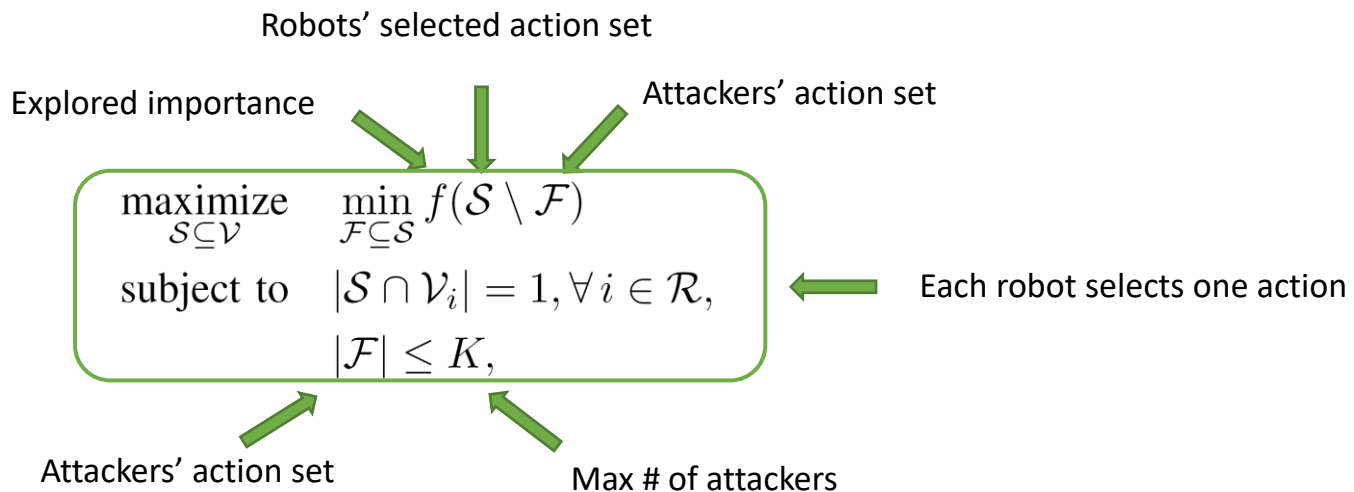 Robots’ selected action set
Explored importance
Attackers’ action set
maximize min f(S \ F)
S⊆V F⊆S
subject to |S ∩ V_i| = 1, ∀ i ∈ R,
Each robot selects one action
|F| ≤ K,
Attackers’ action set
Max # of attackers